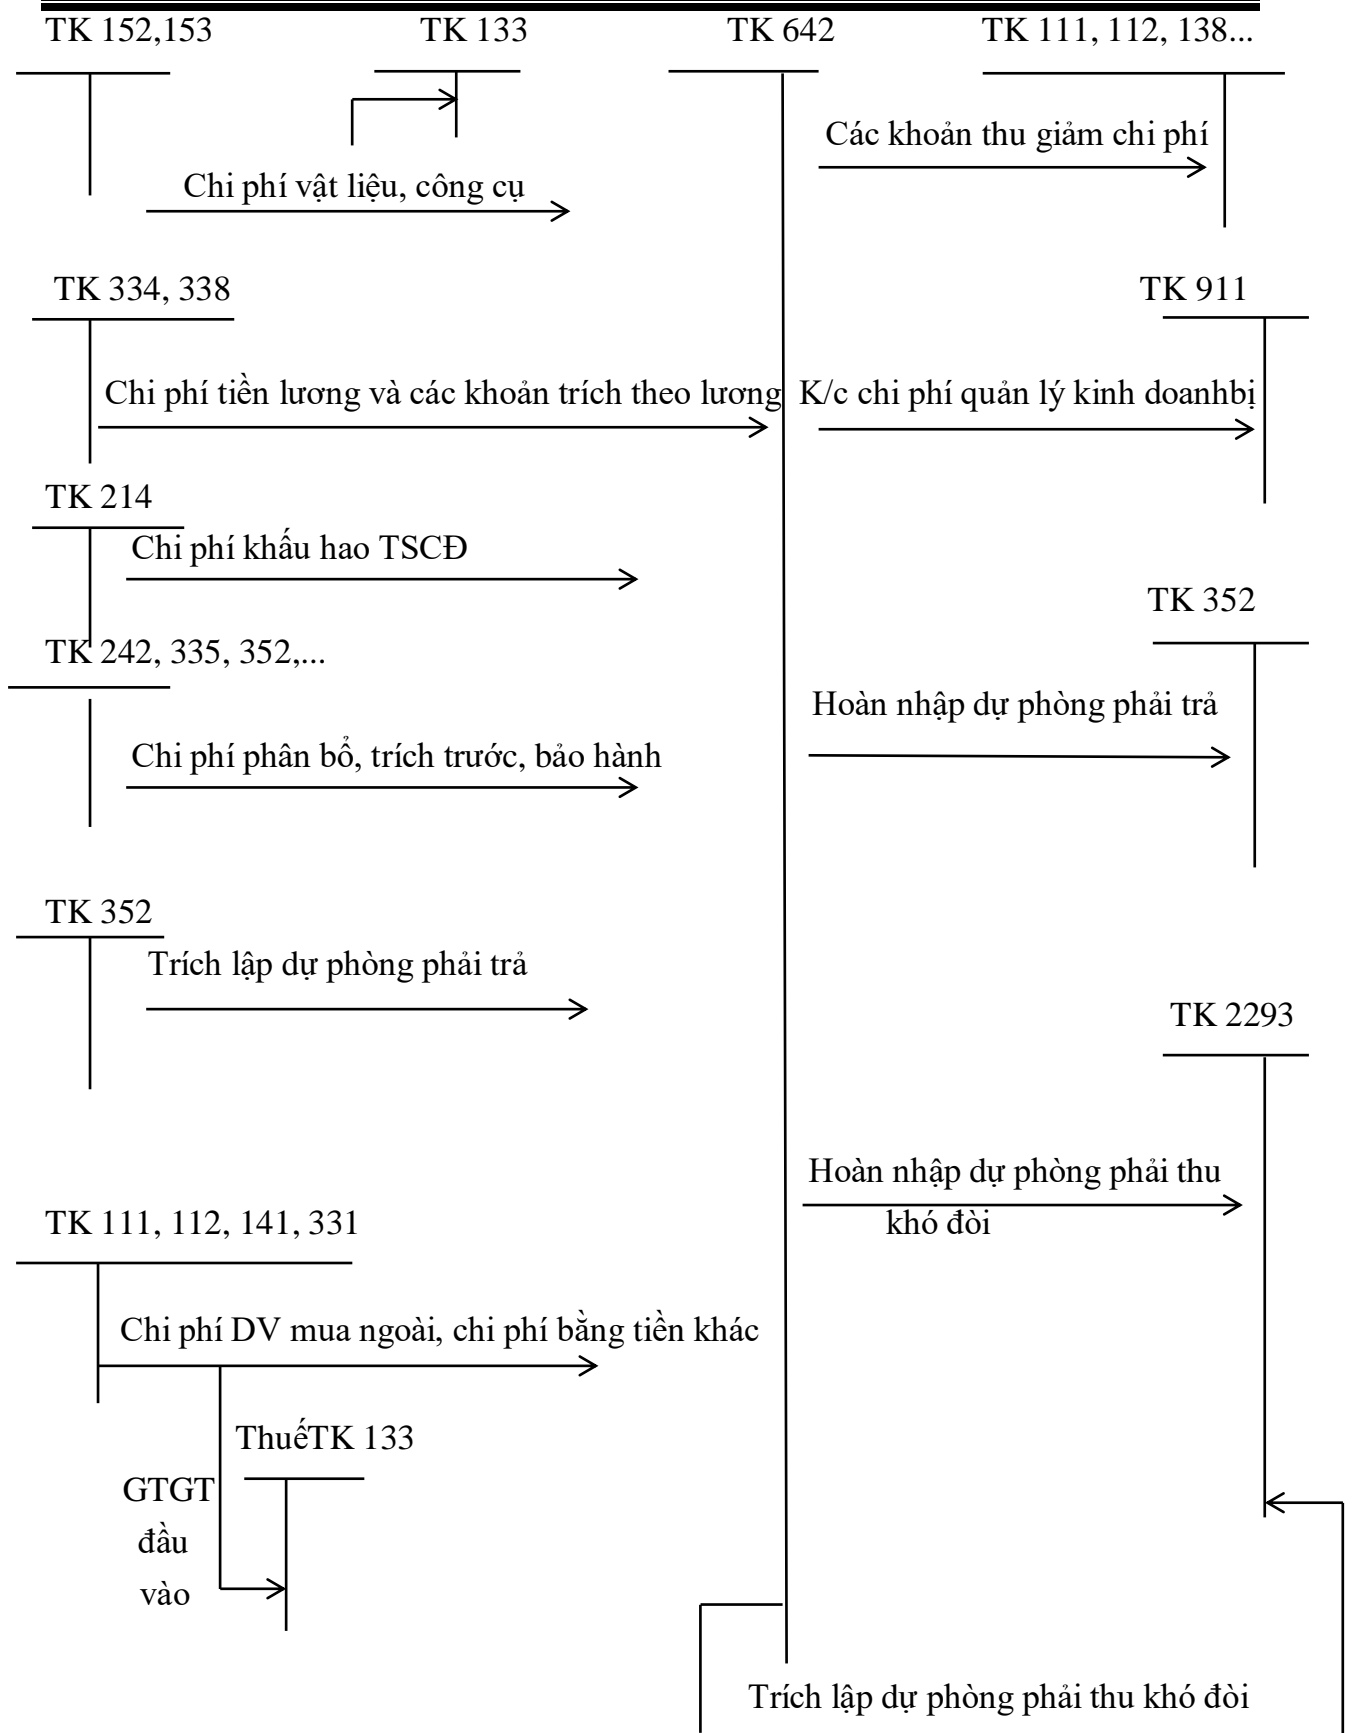 TK 152,153
TK 133
TK 642
TK 111, 112, 138...
Các khoản thu giảm chi phí
Chi phí vật liệu, công cụ
TK 334, 338
TK 911
Chi phí tiền lương và các khoản trích theo lương
K/c chi phí quản lý kinh doanhbị
TK 214
Chi phí khấu hao TSCĐ
TK 352
TK 242, 335, 352,...
Hoàn nhập dự phòng phải trả
Chi phí phân bổ, trích trước, bảo hành
TK 352
Trích lập dự phòng phải trả
TK 2293
Hoàn nhập dự phòng phải thu
khó đòi
TK 111, 112, 141, 331
Chi phí DV mua ngoài, chi phí bằng tiền khác
ThuếTK 133
GTGT
đầu
vào
Trích lập dự phòng phải thu khó đòi